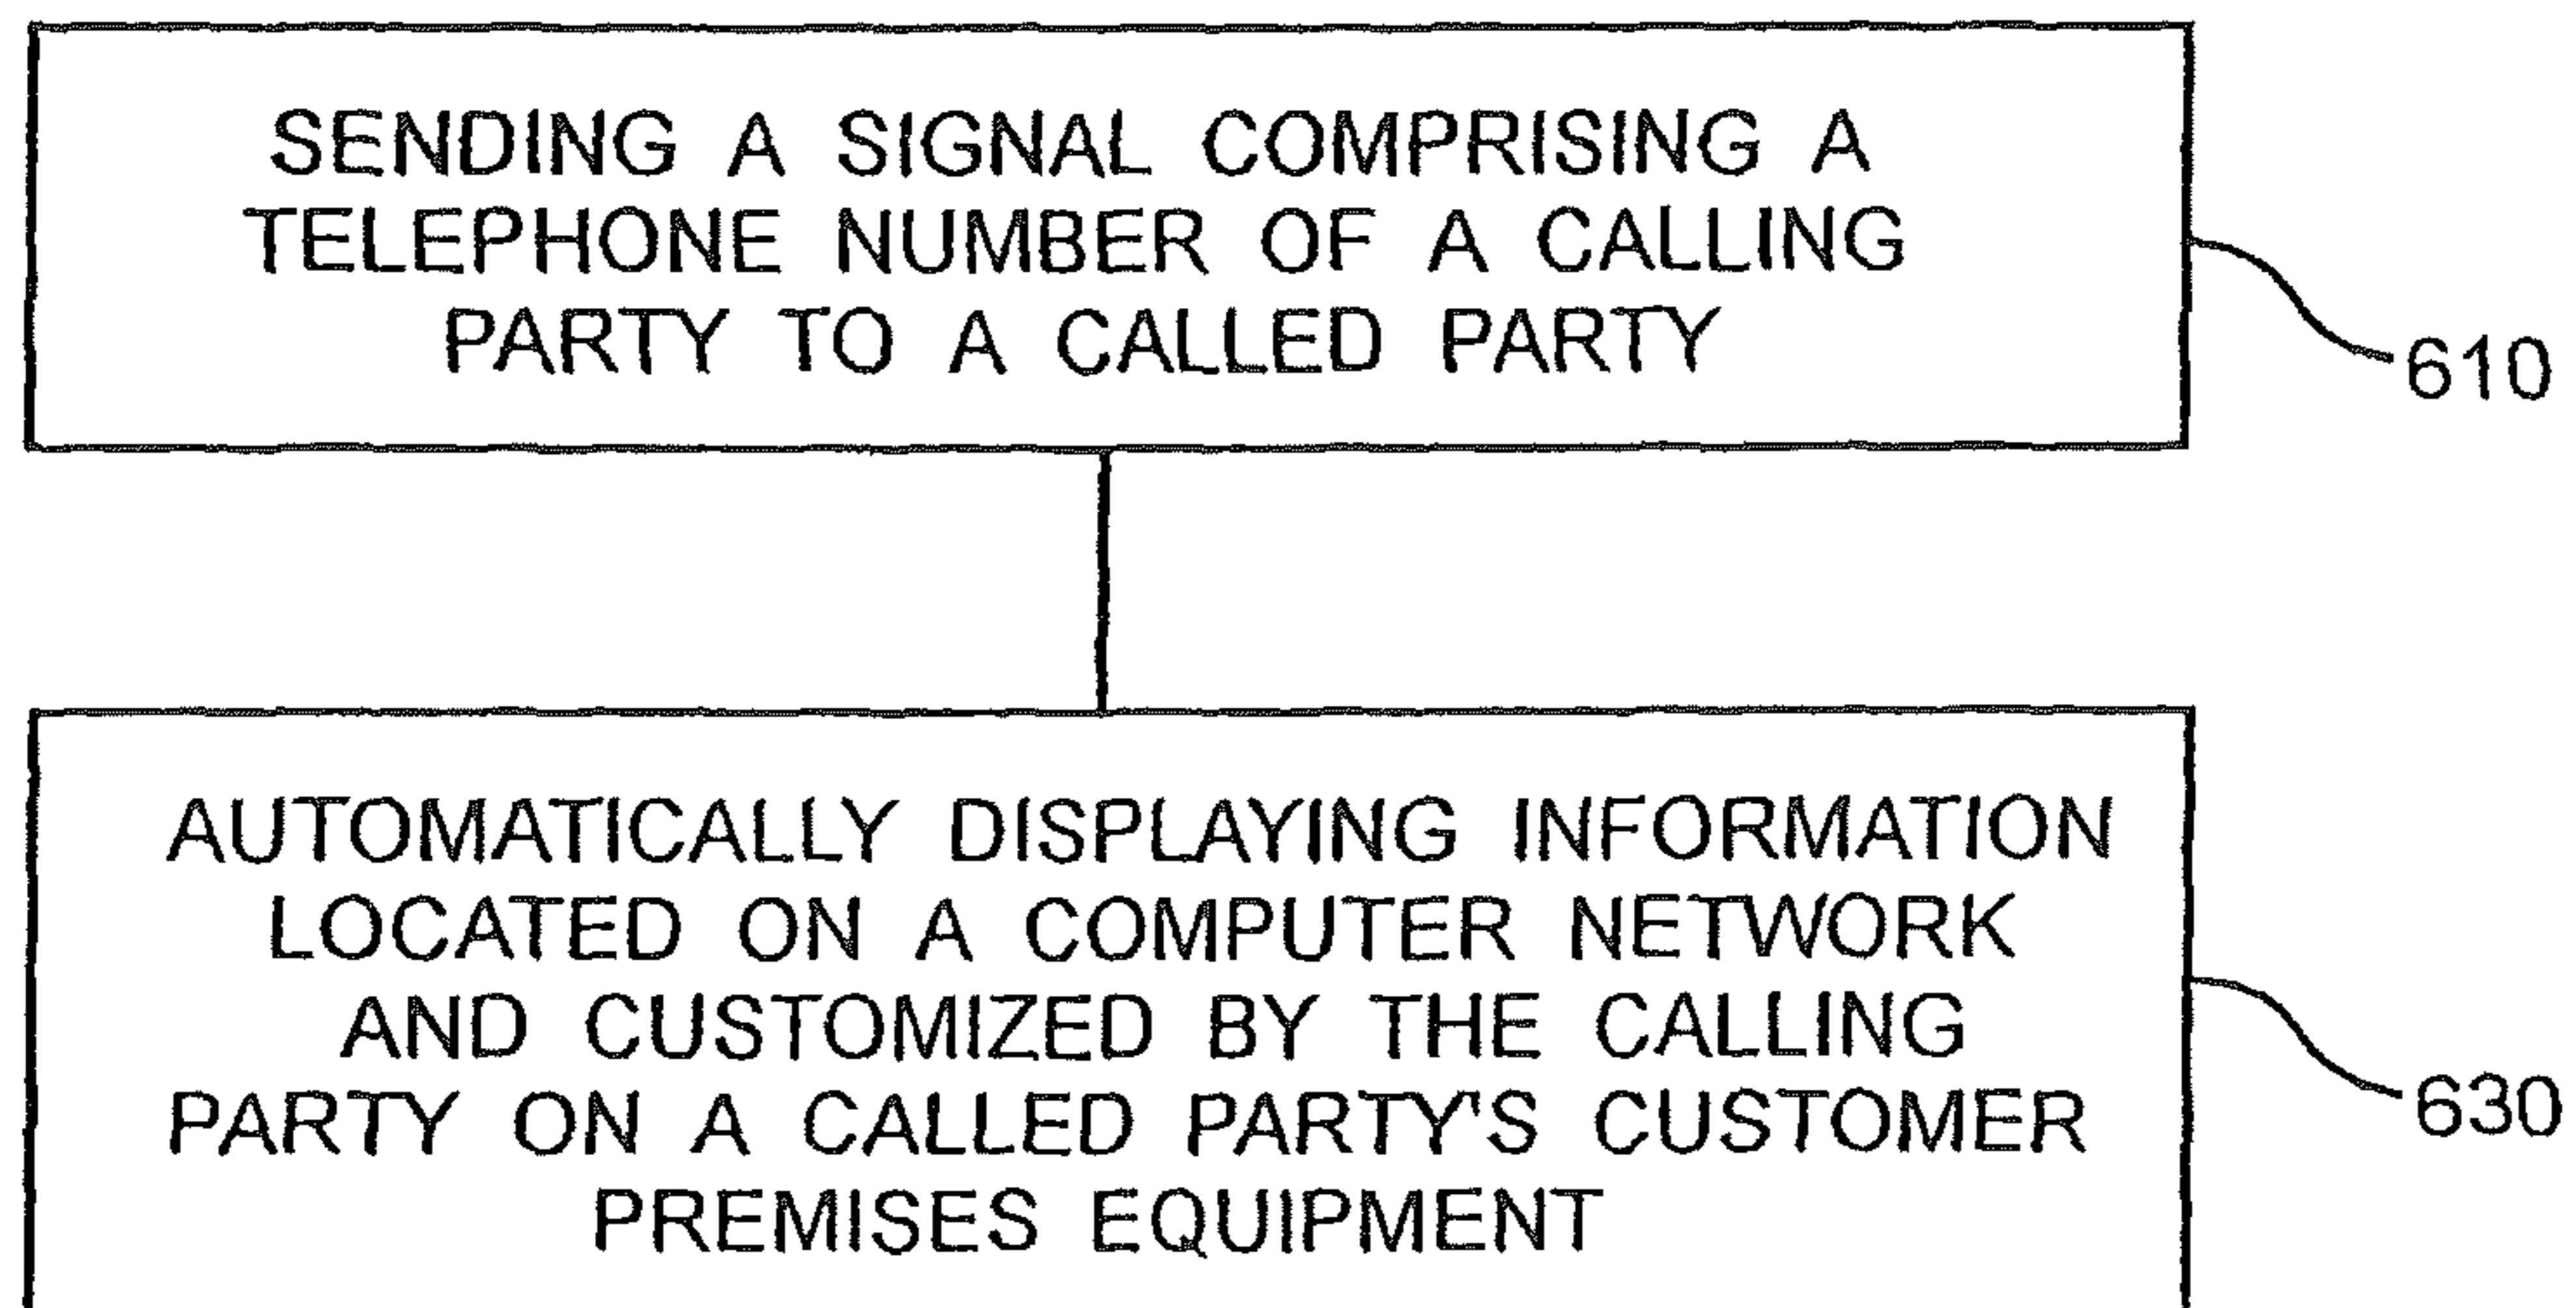 SENDING A SIGNAL COMPRISING A
TELEPHONE NUMBER OF A CALLING
PARTY TO A CALLED PARTY
610
AUTOMATICALLY DISPLAYING INFORMATION
LOCATED ON A COMPUTER NETWORK
AND CUSTOMIZED BY THE CALLING
PARTY ON A CALLED PARTY'S CUSTOMER
PREMISES EQUIPMENT
630